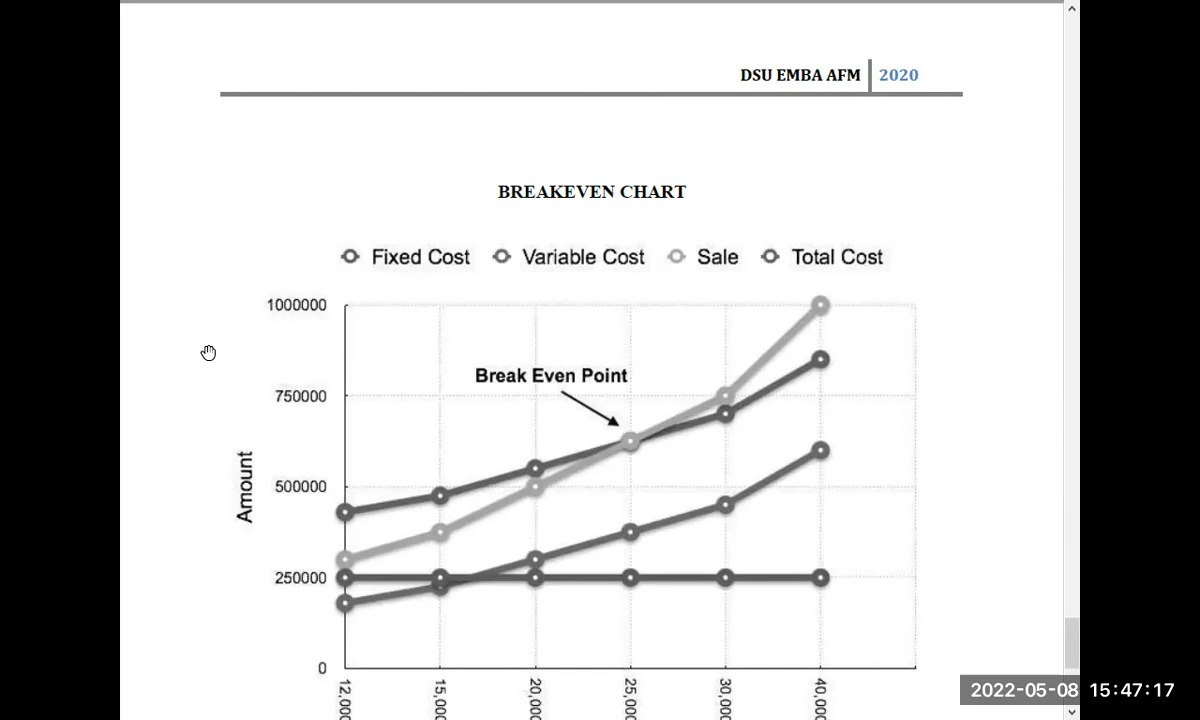 DSU EMBA AFM 2020
BREAKEVEN CHART
Fixed Cost Variable Cost Sale Total Cost
1000000
Break Even Point
750000
Amount
500000
250000
0
2022-05-08 15:47:17